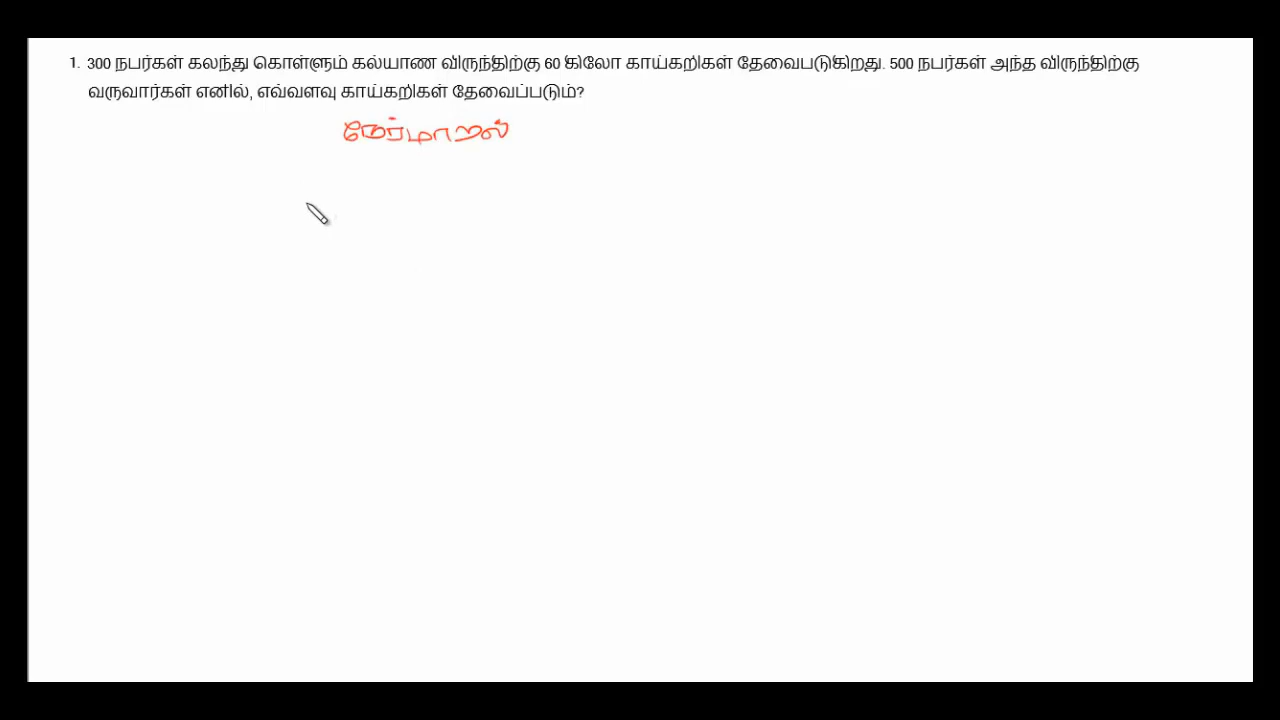 1. 300 நபர்கள் கலந்து கொள்ளும் கல்யாண விருந்திற்கு 60 கிலோ காய்கறிகள் தேவைபடுகிறது. 500 நபர்கள் அந்த விருந்திற்கு
வருவார்கள் எனில், எவ்வளவு காய்கறிகள் தேவைப்படும்?
நேர்மாறல்